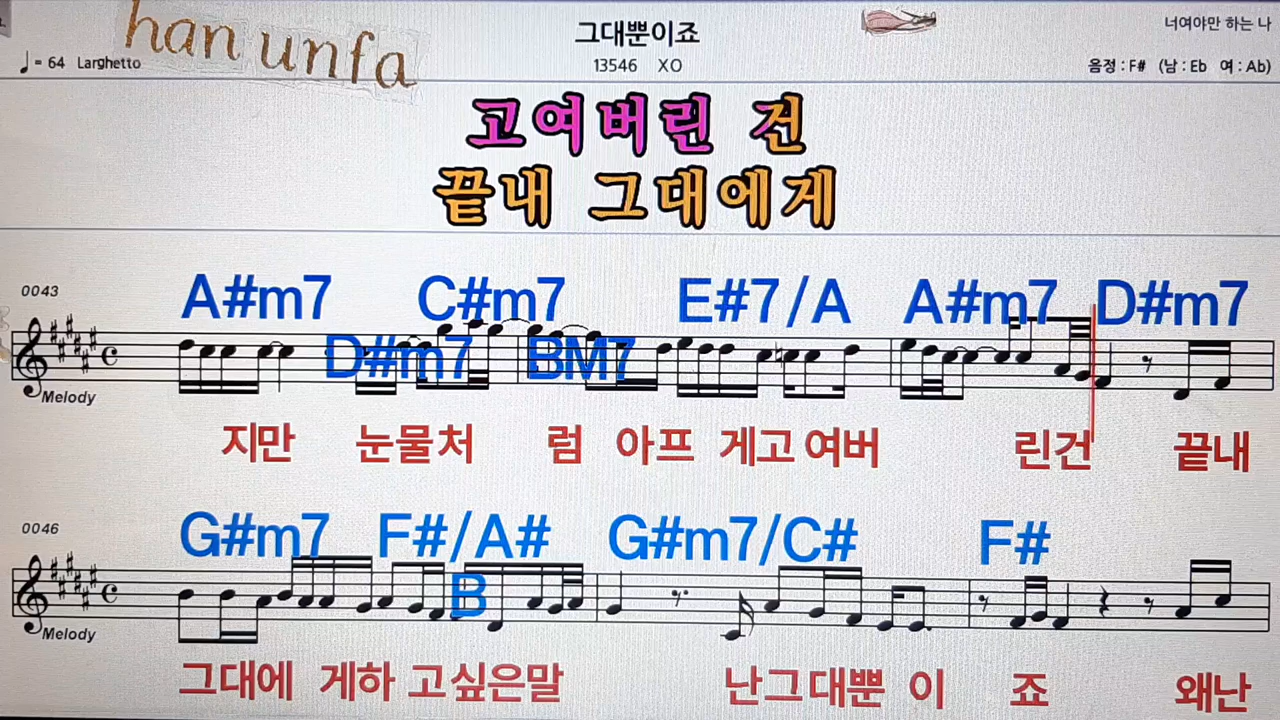 han unfa
그대뿐이죠
너여야만 하는 나
♩= 64 Larghetto
13546 XO
음정 : F# (남 : Eb 여 : Ab)
고여버린 건
끝내 그대에게
0043
A#m7 C#m7 E#7/A A#m7 D#m7
D#m7 BM7
Melody
지만 눈물처 럼 아프 게고 여버 린건 끝내
0046
G#m7 F#/A# G#m7/C# F#
B
Melody
그대에 게하 고싶은말 난그대뿐 이 죠 왜난